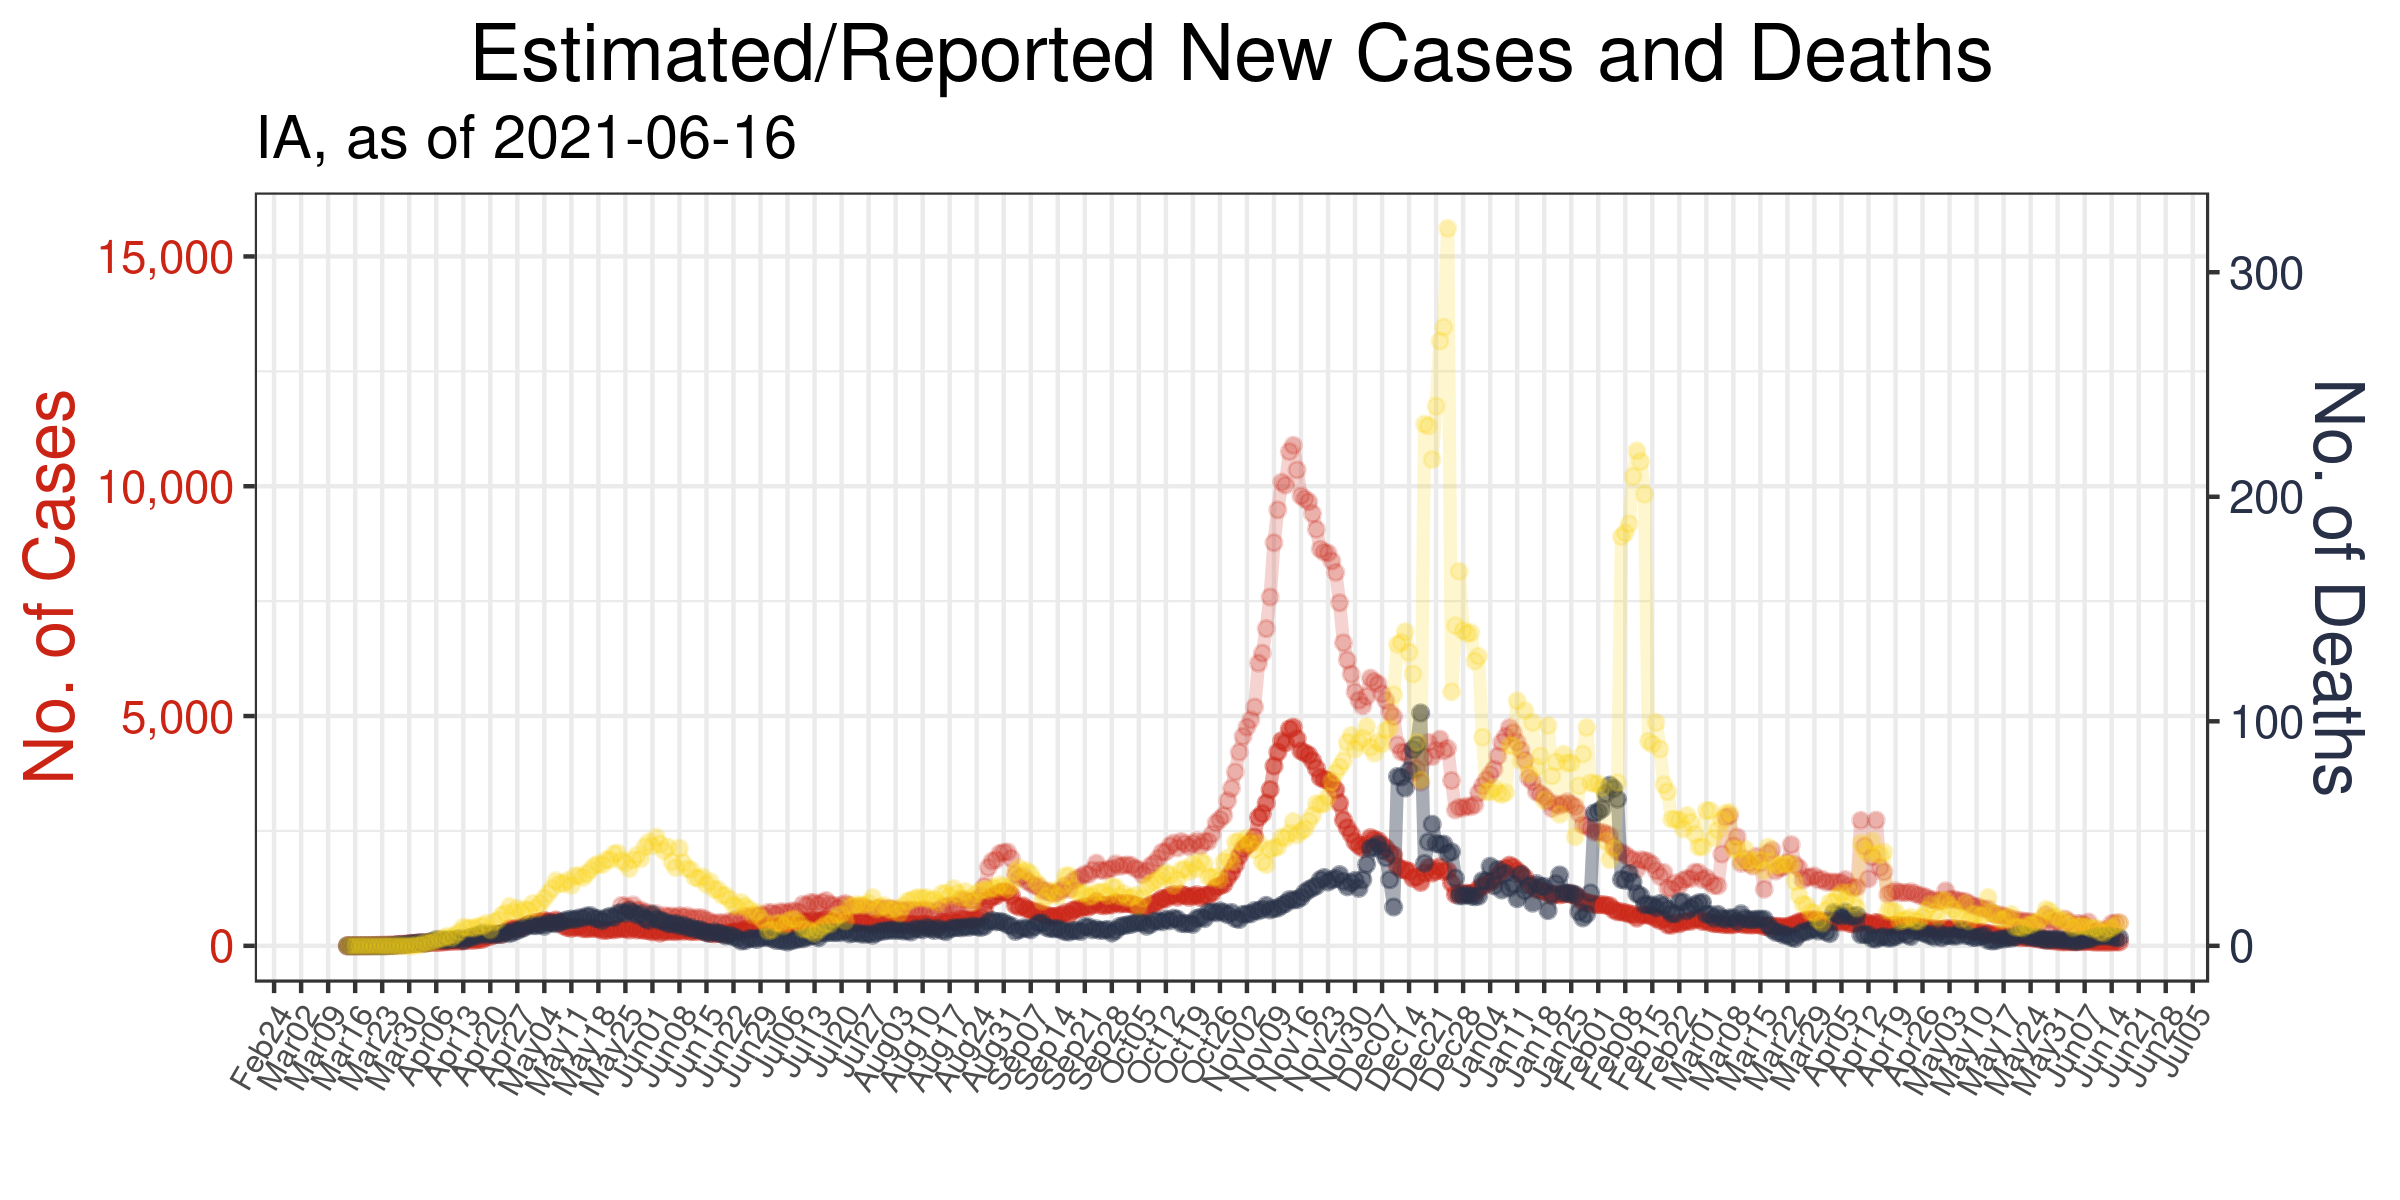 Estimated/Reported New Cases and Deaths
IA, as of 2021-06-16
No. of Cases
15,000
10,000
5,000
0
300
200
100
0
No. of Deaths
Feb24
Mar02
Mar09
Mar16
Mar23
Mar30
Apr06
Apr13
Apr20
Apr27
May04
May11
May18
May25
Jun01
Jun08
Jun15
Jun22
Jun29
Jul06
Jul13
Jul20
Jul27
Aug03
Aug10
Aug17
Aug24
Aug31
Sep07
Sep14
Sep21
Sep28
Oct05
Oct12
Oct19
Oct26
Nov02
Nov09
Nov16
Nov23
Nov30
Dec07
Dec14
Dec21
Dec28
Jan04
Jan11
Jan18
Jan25
Feb01
Feb08
Feb15
Feb22
Mar01
Mar08
Mar15
Mar22
Mar29
Apr05
Apr12
Apr19
Apr26
May03
May10
May17
May24
May31
Jun07
Jun14
Jun21
Jun28
Jul05